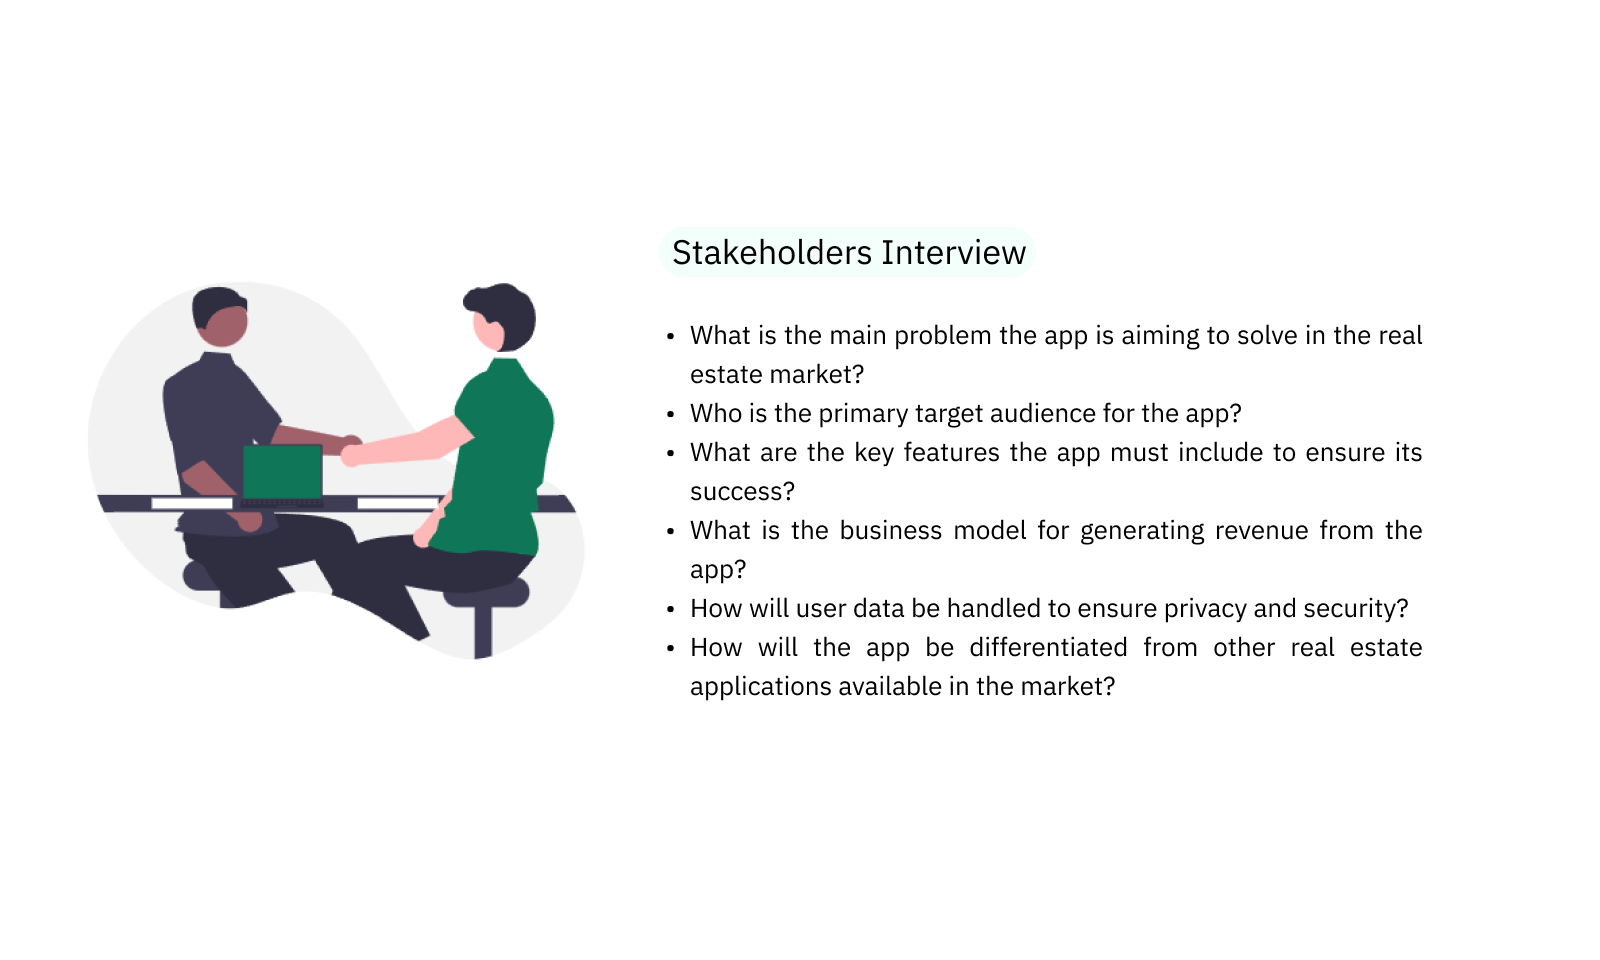 Stakeholders Interview
• What is the main problem the app is aiming to solve in the real
estate market?
• Who is the primary target audience for the app?
• What are the key features the app must include to ensure its
success?
• What is the business model for generating revenue from the
app?
• How will user data be handled to ensure privacy and security?
• How will the app be differentiated from other real estate
applications available in the market?